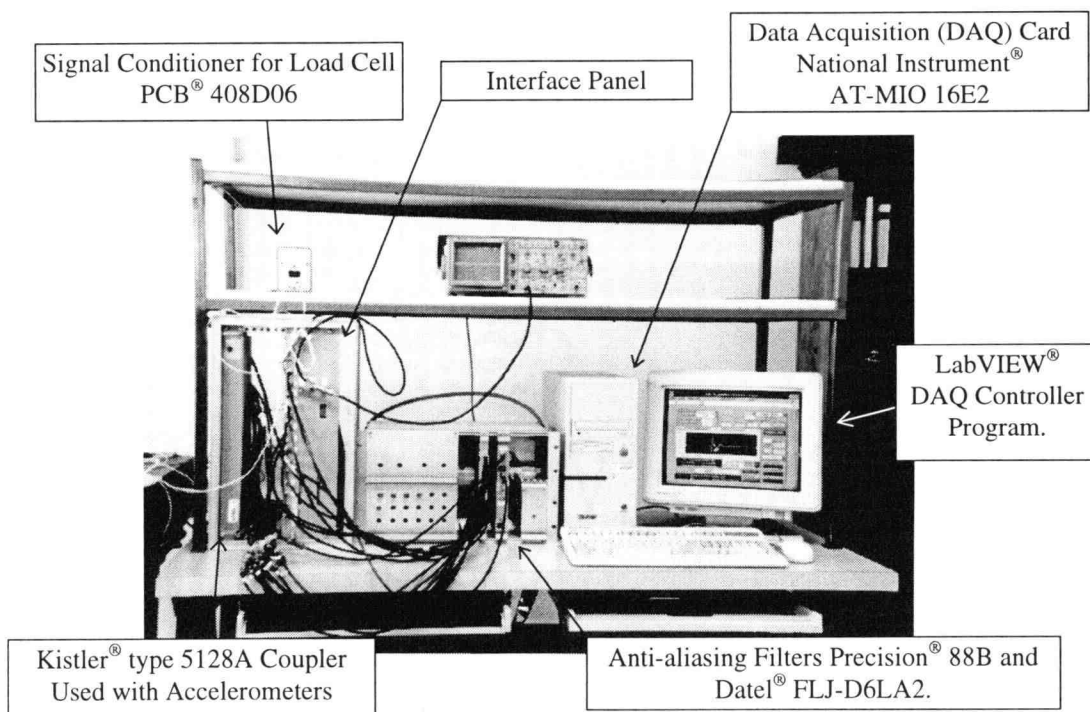 Signal Conditioner for Load Cell
PCB® 408D06
Interface Panel
Data Acquisition (DAQ) Card
National Instrument®
AT-MIO 16E2
LabVIEW®
DAQ Controller
Program.
Kistler® type 5128A Coupler
Used with Accelerometers
Anti-aliasing Filters Precision® 88B and
Datel® FLJ-D6LA2.